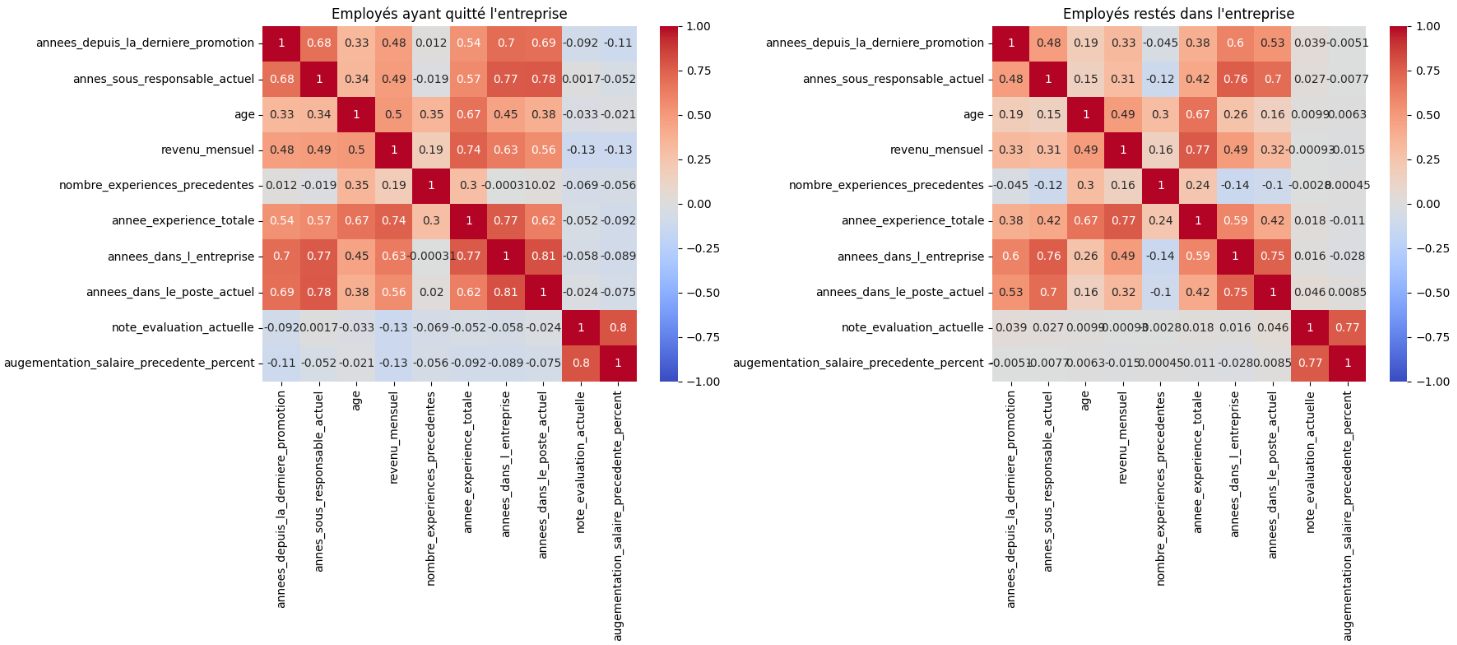 Employés ayant quitté l'entreprise
annees_depuis_la_derniere_promotion 1 0.68 0.33 0.48 0.012 0.54 0.7 0.69 -0.092 -0.11
annes_sous_responsable_actuel 0.68 1 0.34 0.49 -0.019 0.57 0.77 0.78 0.0017 -0.052
age 0.33 0.34 1 0.5 0.35 0.67 0.45 0.38 -0.033 -0.021
revenu_mensuel 0.48 0.49 0.5 1 0.19 0.74 0.63 0.56 -0.13 -0.13
nombre_experiences_precedentes 0.012 -0.019 0.35 0.19 1 0.3 -0.00031 0.02 -0.069 -0.056
annee_experience_totale 0.54 0.57 0.67 0.74 0.3 1 0.77 0.62 -0.052 -0.092
annees_dans_l_entreprise 0.7 0.77 0.45 0.63 -0.00031 0.77 1 0.81 -0.058 -0.089
annees_dans_le_poste_actuel 0.69 0.78 0.38 0.56 0.02 0.62 0.81 1 -0.024 -0.075
note_evaluation_actuelle -0.092 0.0017 -0.033 -0.13 -0.069 -0.052 -0.058 -0.024 1 0.8
augementation_salaire_precedente_percent -0.11 -0.052 -0.021 -0.13 -0.056 -0.092 -0.089 -0.075 0.8 1
annees_depuis_la_derniere_promotion
annes_sous_responsable_actuel
age
revenu_mensuel
nombre_experiences_precedentes
annee_experience_totale
annees_dans_l_entreprise
annees_dans_le_poste_actuel
note_evaluation_actuelle
augementation_salaire_precedente_percent
1.00
0.75
0.50
0.25
0.00
−0.25
−0.50
−0.75
−1.00
Employés restés dans l'entreprise
annees_depuis_la_derniere_promotion 1 0.48 0.19 0.33 -0.045 0.38 0.6 0.53 0.039 -0.0051
annes_sous_responsable_actuel 0.48 1 0.15 0.31 -0.12 0.42 0.76 0.7 0.027 -0.0077
age 0.19 0.15 1 0.49 0.3 0.67 0.26 0.16 0.0099 0.0063
revenu_mensuel 0.33 0.31 0.49 1 0.16 0.77 0.49 0.32 -0.00093 -0.015
nombre_experiences_precedentes -0.045 -0.12 0.3 0.16 1 0.24 -0.14 -0.1 -0.0028 0.00045
annee_experience_totale 0.38 0.42 0.67 0.77 0.24 1 0.59 0.42 0.018 -0.011
annees_dans_l_entreprise 0.6 0.76 0.26 0.49 -0.14 0.59 1 0.75 0.016 -0.028
annees_dans_le_poste_actuel 0.53 0.7 0.16 0.32 -0.1 0.42 0.75 1 0.046 0.0085
note_evaluation_actuelle 0.039 0.027 0.0099 -0.00093 -0.0028 0.018 0.016 0.046 1 0.77
augementation_salaire_precedente_percent -0.0051 -0.0077 0.0063 -0.015 0.00045 -0.011 -0.028 0.0085 0.77 1
annees_depuis_la_derniere_promotion
annes_sous_responsable_actuel
age
revenu_mensuel
nombre_experiences_precedentes
annee_experience_totale
annees_dans_l_entreprise
annees_dans_le_poste_actuel
note_evaluation_actuelle
augementation_salaire_precedente_percent
1.00
0.75
0.50
0.25
0.00
−0.25
−0.50
−0.75
−1.00